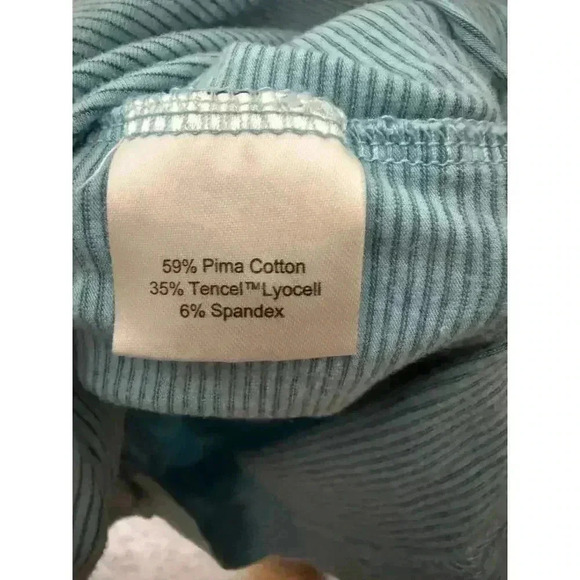 59% Pima Cotton
35% Tencel™Lyocell
6% Spandex